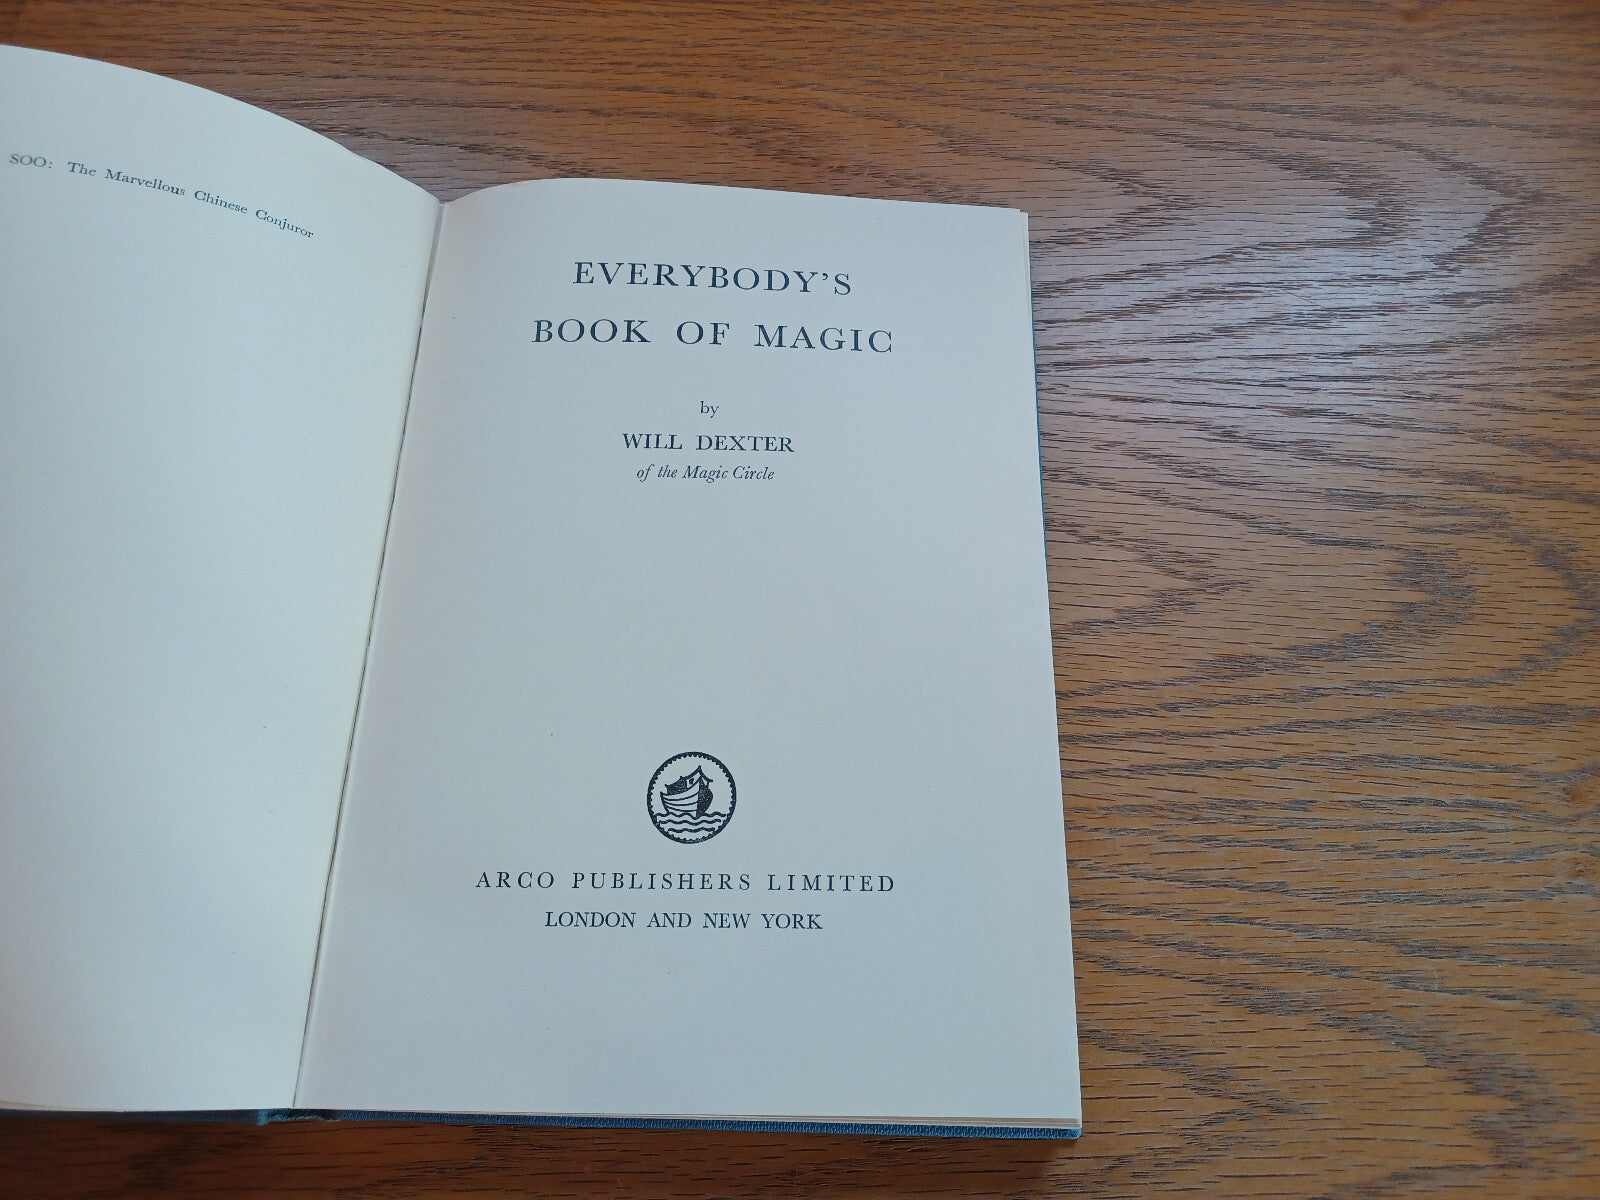 SOO: The Marvellous Chinese Conjuror
EVERYBODY'S
BOOK OF MAGIC
by
WILL DEXTER
of the Magic Circle
ARCO PUBLISHERS LIMITED
LONDON AND NEW YORK